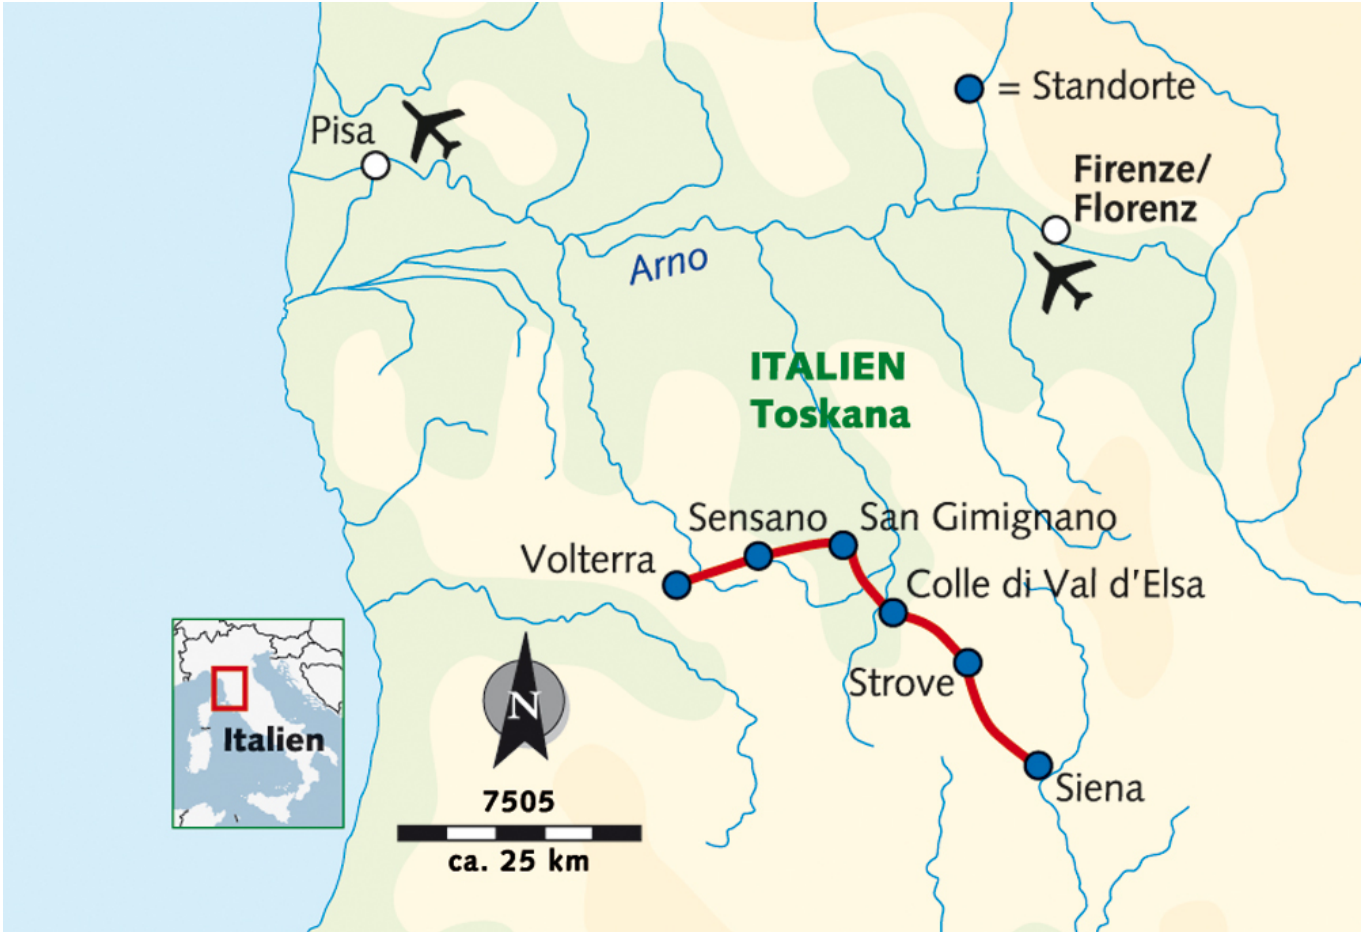 = Standorte
Pisa
Firenze/
Florenz
Arno
ITALIEN
Toskana
Sensano
San Gimignano
Volterra
Colle di Val d'Elsa
Strove
Siena
Italien
N
7505
ca. 25 km